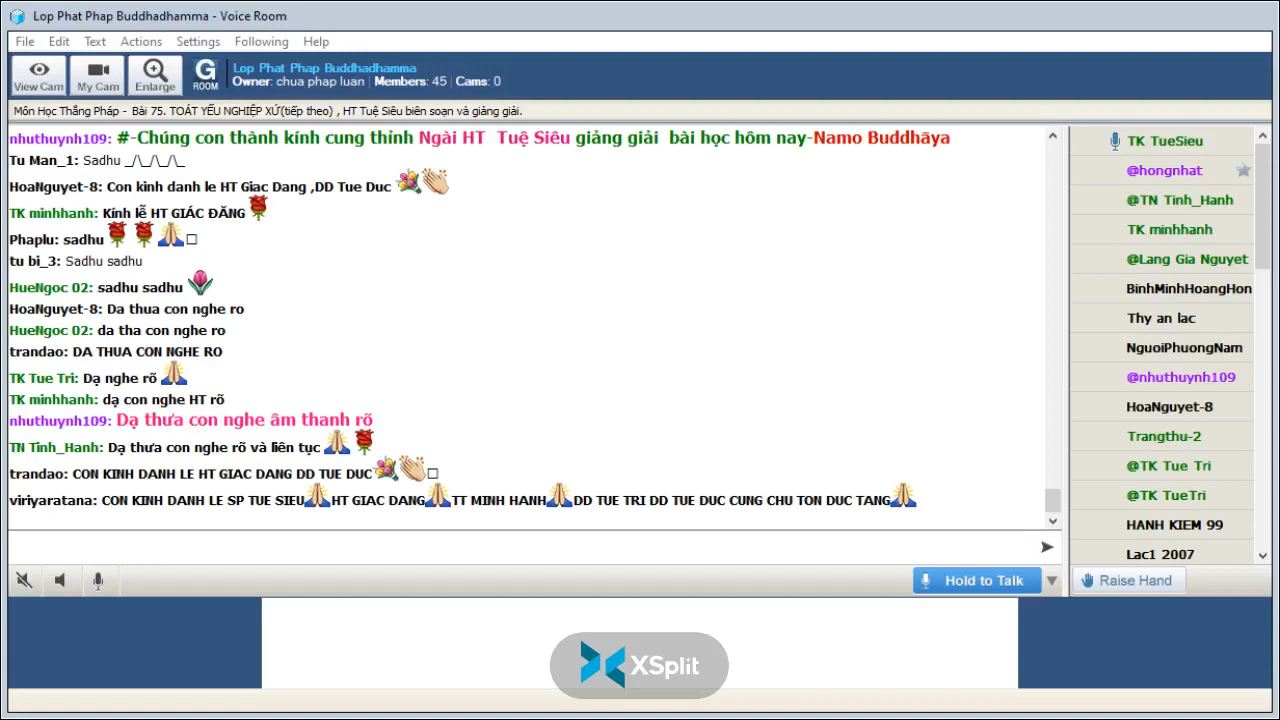 Lop Phat Phap Buddhadhamma - Voice Room
File Edit Text Actions Settings Following Help
View Cam My Cam Enlarge G ROOM
Lop Phat Phap Buddhadhamma
Owner: chua phap luan | Members: 45 | Cams: 0
Môn Học Thắng Pháp - Bài 75. TOÁT YẾU NGHIỆP XỨ(tiếp theo) , HT Tuệ Siêu biên soạn và giảng giải.
nhuthuynh109: #-Chúng con thành kính cung thỉnh Ngài HT Tuệ Siêu giảng giải bài học hôm nay-Namo Buddhāya
Tu Man_1: Sadhu _/\_/\_/\_
HoaNguyet-8: Con kinh danh le HT Giac Dang ,DD Tue Duc
TK minhhanh: Kính lễ HT GIÁC ĐĂNG
Phaplu: sadhu
tu bi_3: Sadhu sadhu
HueNgoc 02: sadhu sadhu
HoaNguyet-8: Da thua con nghe ro
HueNgoc 02: da tha con nghe ro
trandao: DA THUA CON NGHE RO
TK Tue Tri: Dạ nghe rõ
TK minhhanh: dạ con nghe HT rõ
nhuthuynh109: Dạ thưa con nghe âm thanh rõ
TN Tinh_Hanh: Dạ thưa con nghe rõ và liên tục
trandao: CON KINH DANH LE HT GIAC DANG DD TUE DUC
viriyaratana: CON KINH DANH LE SP TUE SIEU HT GIAC DANG TT MINH HANH DD TUE TRI DD TUE DUC CUNG CHU TON DUC TANG
TK TueSieu
@hongnhat
@TN Tinh_Hanh
TK minhhanh
@Lang Gia Nguyet
BinhMinhHoangHon
Thy an lac
NguoiPhuongNam
@nhuthuynh109
HoaNguyet-8
Trangthu-2
@TK Tue Tri
@TK TueTri
HANH KIEM 99
Lac1 2007
Hold to Talk
Raise Hand
XSplit